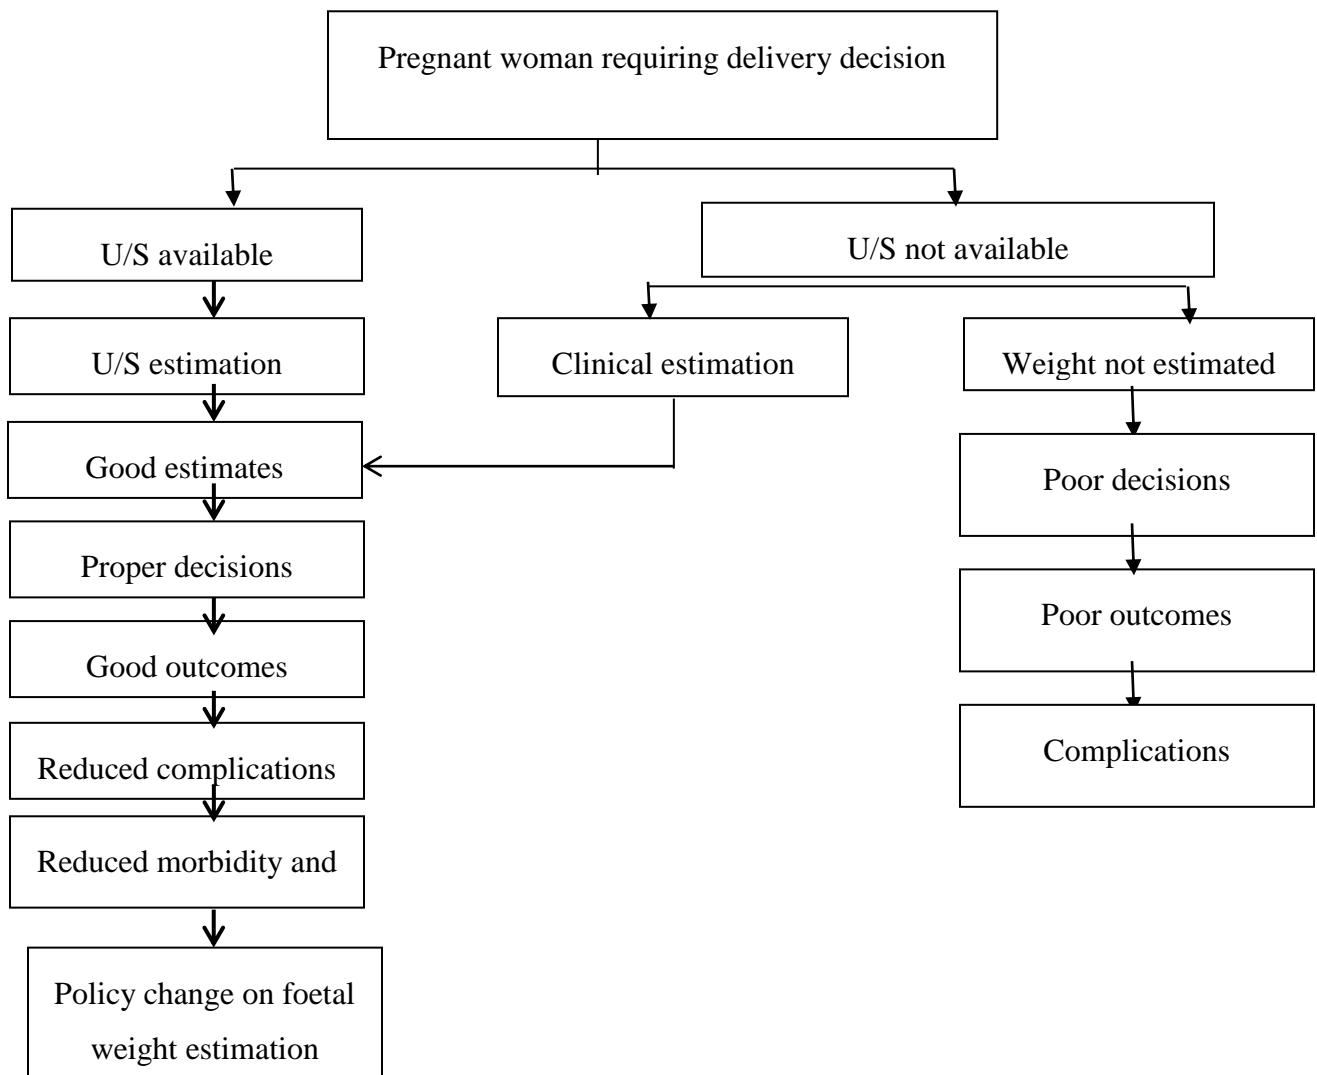 Pregnant woman requiring delivery decision
U/S available
U/S not available
U/S estimation
Clinical estimation
Weight not estimated
Good estimates
Poor decisions
Proper decisions
Poor outcomes
Good outcomes
Complications
Reduced complications
Reduced morbidity and
Policy change on foetal
weight estimation